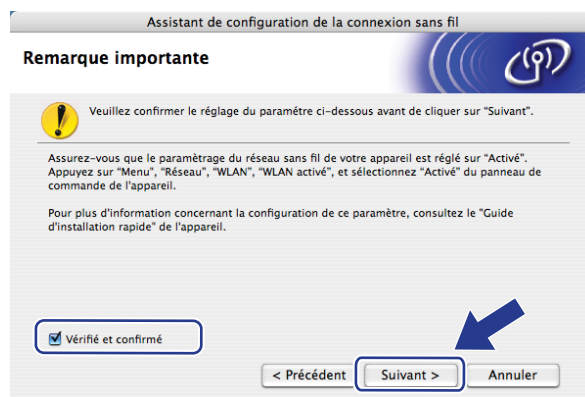 Assistant de configuration de la connexion sans fil
Remarque importante
Veuillez confirmer le réglage du paramétre ci-dessous avant de cliquer sur "Suivant".
Assurez-vous que le paramètrage du réseau sans fil de votre appareil est réglé sur "Activé".
Appuyez sur "Menu", "Réseau", "WLAN", "WLAN activé", et sélectionnez "Activé" du panneau de
commande de l'appareil.
Pour plus d'information concernant la configuration de ce paramètre, consultez le "Guide
d'installation rapide" de l'appareil.
Vérifié et confirmé
< Précédent
Suivant >
Annuler